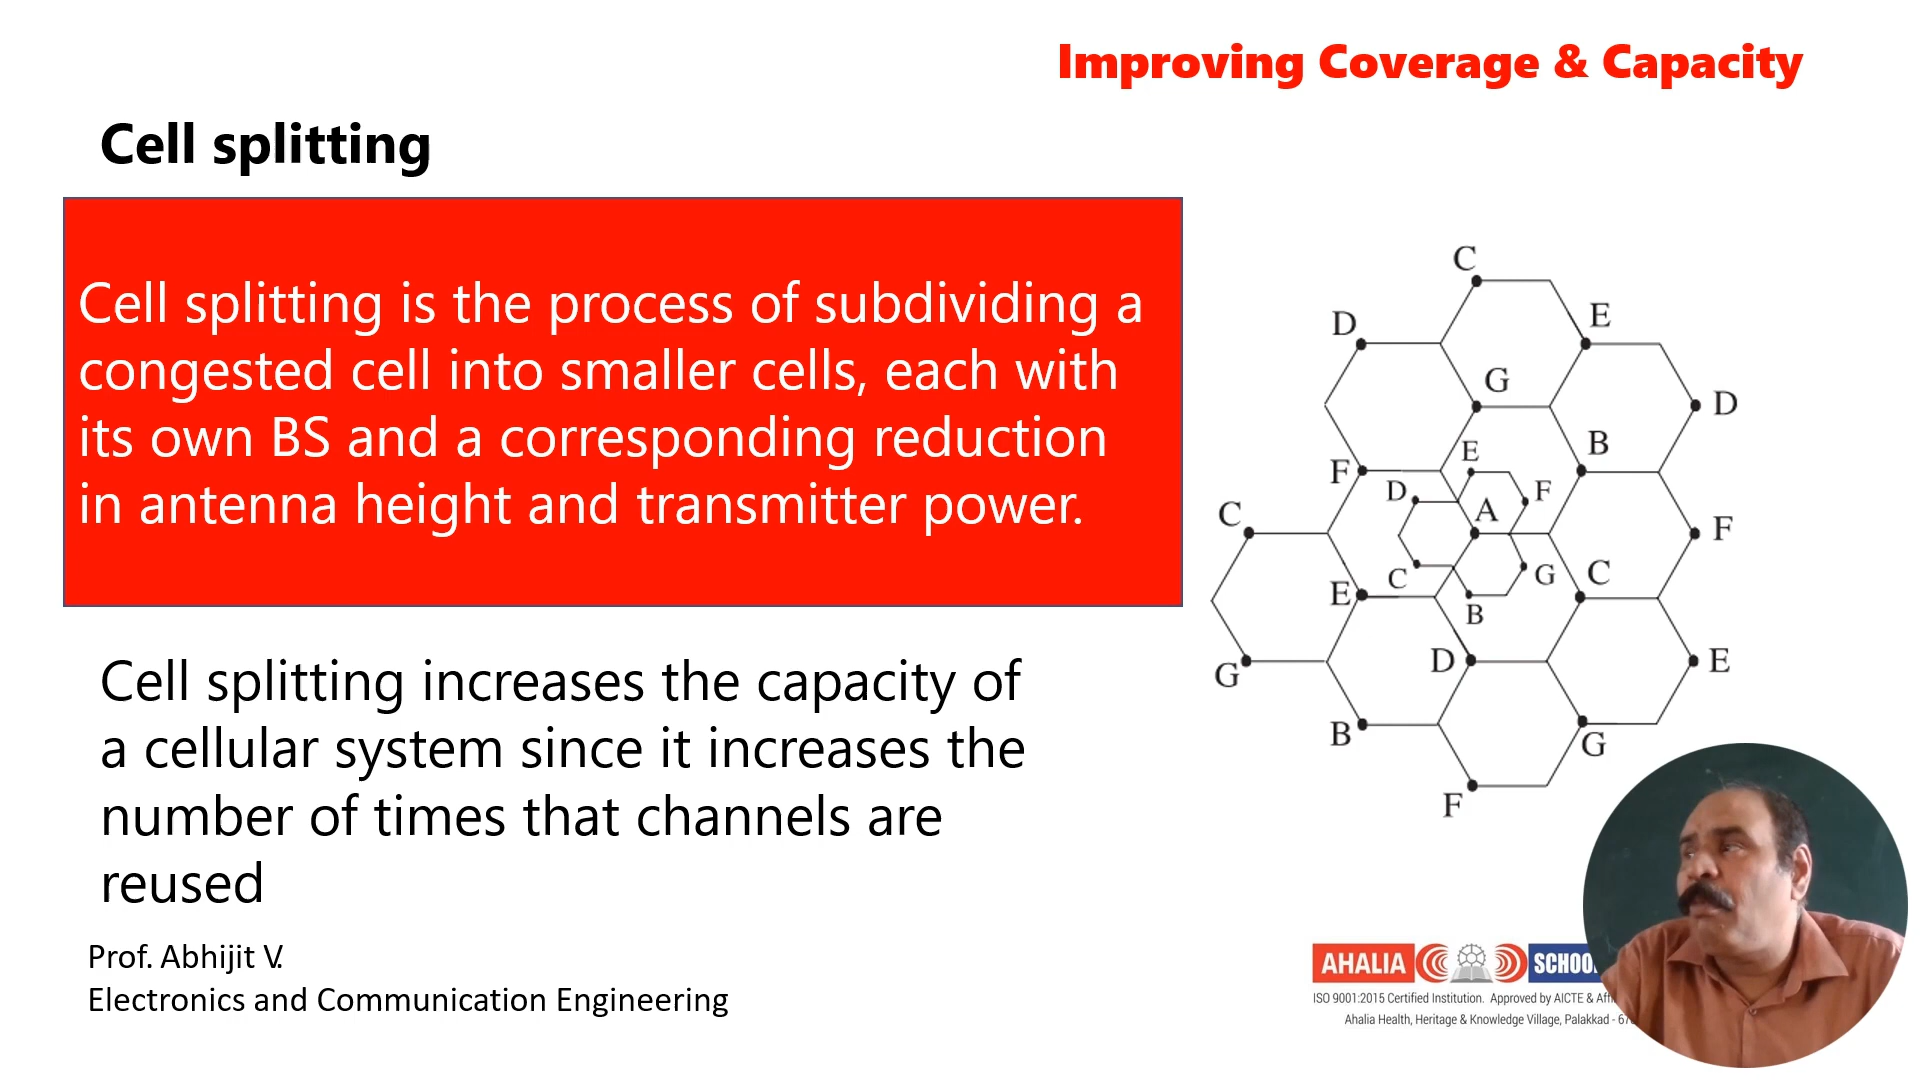 Improving Coverage & Capacity
Cell splitting
Cell splitting is the process of subdividing a
congested cell into smaller cells, each with
its own BS and a corresponding reduction
in antenna height and transmitter power.
Cell splitting increases the capacity of
a cellular system since it increases the
number of times that channels are
reused
Prof. Abhijit V.
Electronics and Communication Engineering
C
D
E
G
D
B
E
F
D
F
A
C
F
C
G
C
E
B
G
D
E
B
G
F
AHALIA
ISO 9001:2015 Certified Institution. Approved by AICTE &
Ahalia Health, Heritage & Knowledge Village, Palakkad -